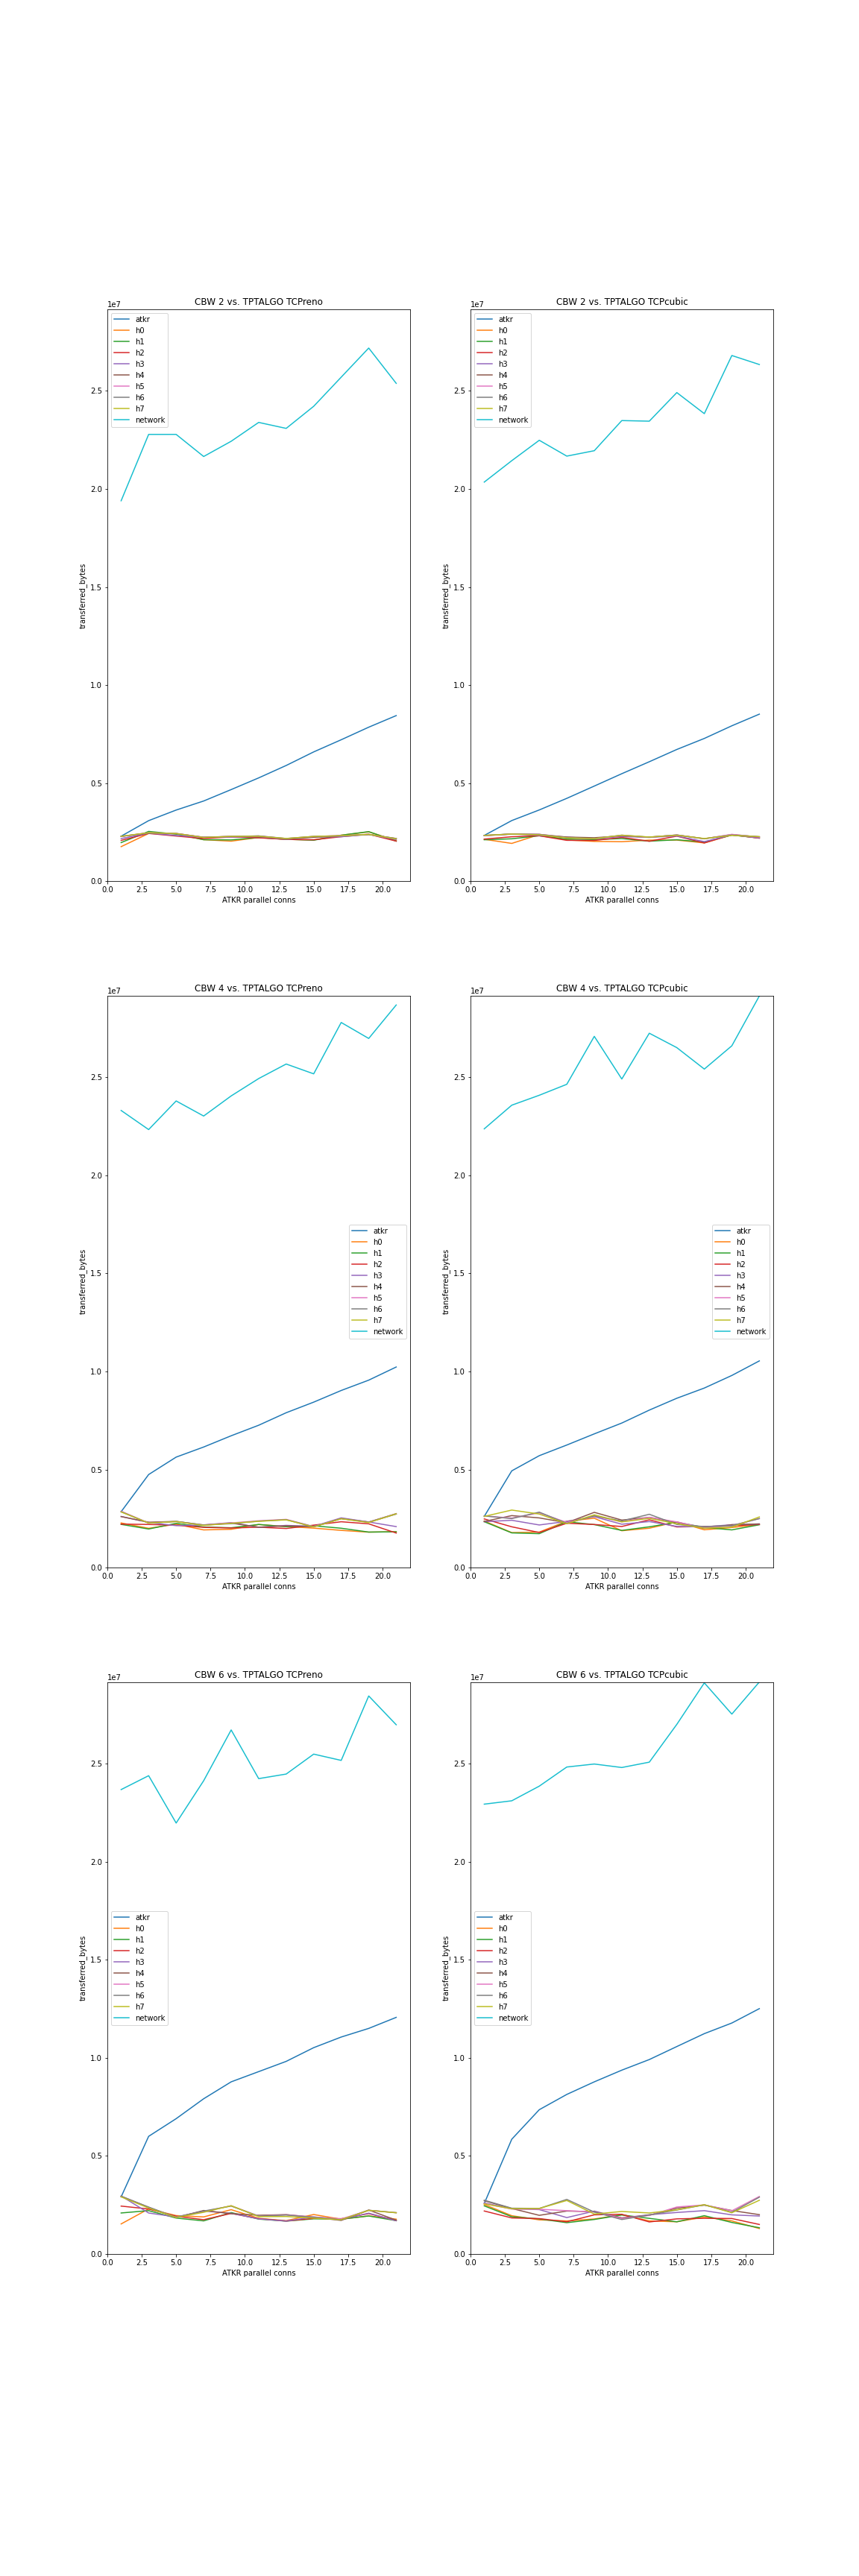 CBW 2 vs. TPTALGO TCPreno
1e7
transferred_bytes
2.5
2.0
1.5
1.0
0.5
0.0
atkr
h0
h1
h2
h3
h4
h5
h6
h7
network
0.0 2.5 5.0 7.5 10.0 12.5 15.0 17.5 20.0
ATKR parallel conns
CBW 2 vs. TPTALGO TCPcubic
1e7
transferred_bytes
2.5
2.0
1.5
1.0
0.5
0.0
atkr
h0
h1
h2
h3
h4
h5
h6
h7
network
0.0 2.5 5.0 7.5 10.0 12.5 15.0 17.5 20.0
ATKR parallel conns
CBW 4 vs. TPTALGO TCPreno
1e7
transferred_bytes
2.5
2.0
1.5
1.0
0.5
0.0
atkr
h0
h1
h2
h3
h4
h5
h6
h7
network
0.0 2.5 5.0 7.5 10.0 12.5 15.0 17.5 20.0
ATKR parallel conns
CBW 4 vs. TPTALGO TCPcubic
1e7
transferred_bytes
2.5
2.0
1.5
1.0
0.5
0.0
atkr
h0
h1
h2
h3
h4
h5
h6
h7
network
0.0 2.5 5.0 7.5 10.0 12.5 15.0 17.5 20.0
ATKR parallel conns
CBW 6 vs. TPTALGO TCPreno
1e7
transferred_bytes
2.5
2.0
1.5
1.0
0.5
0.0
atkr
h0
h1
h2
h3
h4
h5
h6
h7
network
0.0 2.5 5.0 7.5 10.0 12.5 15.0 17.5 20.0
ATKR parallel conns
CBW 6 vs. TPTALGO TCPcubic
1e7
transferred_bytes
2.5
2.0
1.5
1.0
0.5
0.0
atkr
h0
h1
h2
h3
h4
h5
h6
h7
network
0.0 2.5 5.0 7.5 10.0 12.5 15.0 17.5 20.0
ATKR parallel conns